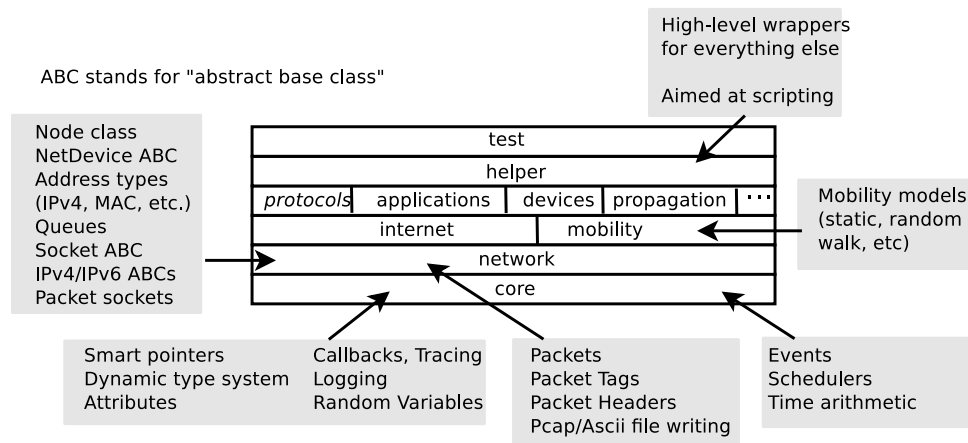 High-level wrappers
for everything else
Aimed at scripting
ABC stands for "abstract base class"
Node class
NetDevice ABC
Address types
(IPv4, MAC, etc.)
Queues
Socket ABC
IPv4/IPv6 ABCs
Packet sockets
test
helper
protocols applications devices propagation ...
internet mobility
network
core
Mobility models
(static, random
walk, etc)
Smart pointers
Dynamic type system
Attributes
Callbacks, Tracing
Logging
Random Variables
Packets
Packet Tags
Packet Headers
Pcap/Ascii file writing
Events
Schedulers
Time arithmetic